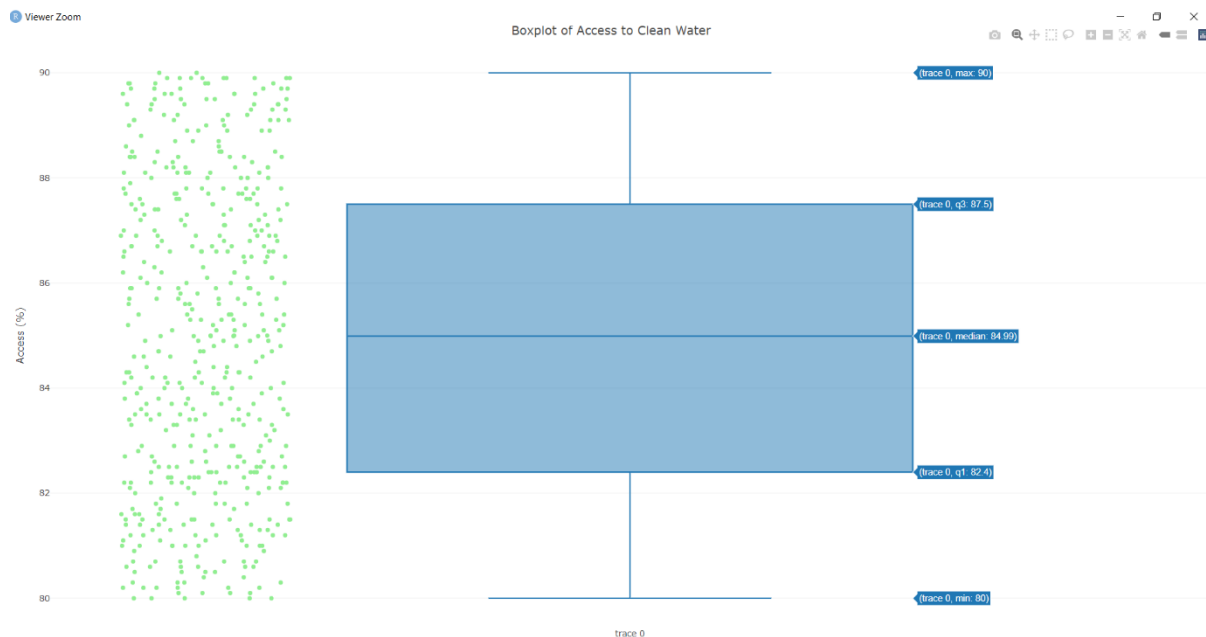 Viewer Zoom
Boxplot of Access to Clean Water
90
88
86
84
82
80
Access (%)
(trace 0, max: 90)
(trace 0, q3: 87.5)
(trace 0, median: 84.99)
(trace 0, q1: 82.4)
(trace 0, min: 80)
trace 0